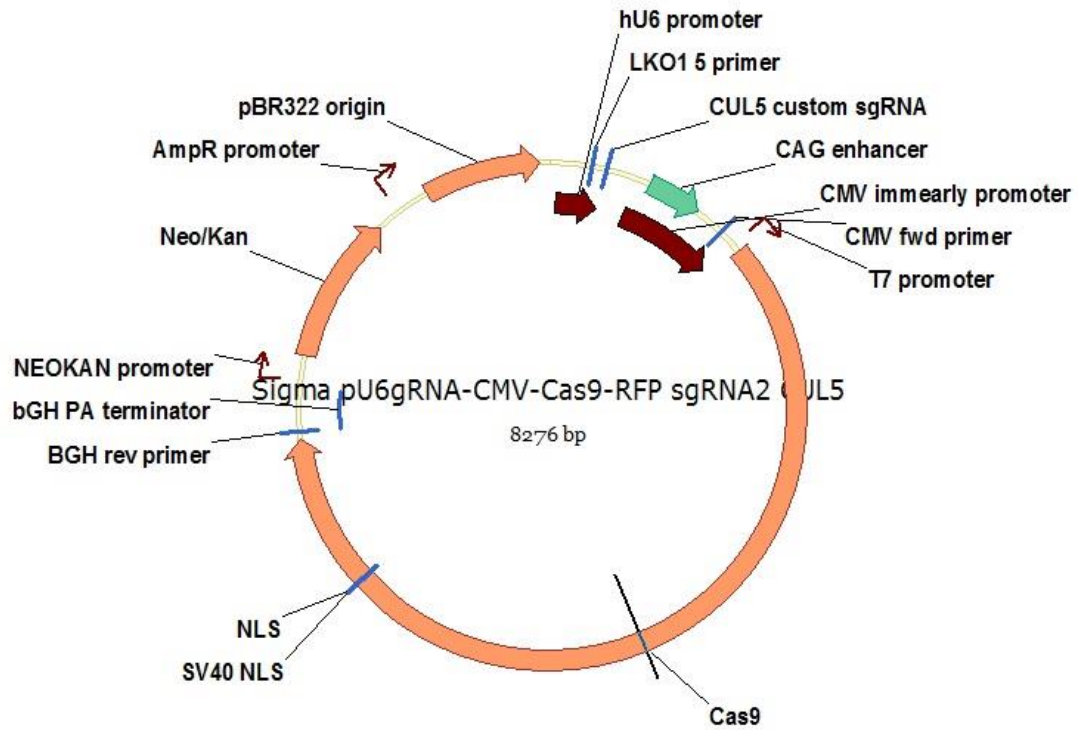 hU6 promoter
LKO1 5 primer
pBR322 origin
CUL5 custom sgRNA
AmpR promoter
CAG enhancer
CMV immearly promoter
Neo/Kan
CMV fwd primer
T7 promoter
NEOKAN promoter
Sigma pU6gRNA-CMV-Cas9-RFP sgRNA2 CUL5
bGH PA terminator
8276 bp
BGH rev primer
NLS
SV40 NLS
Cas9